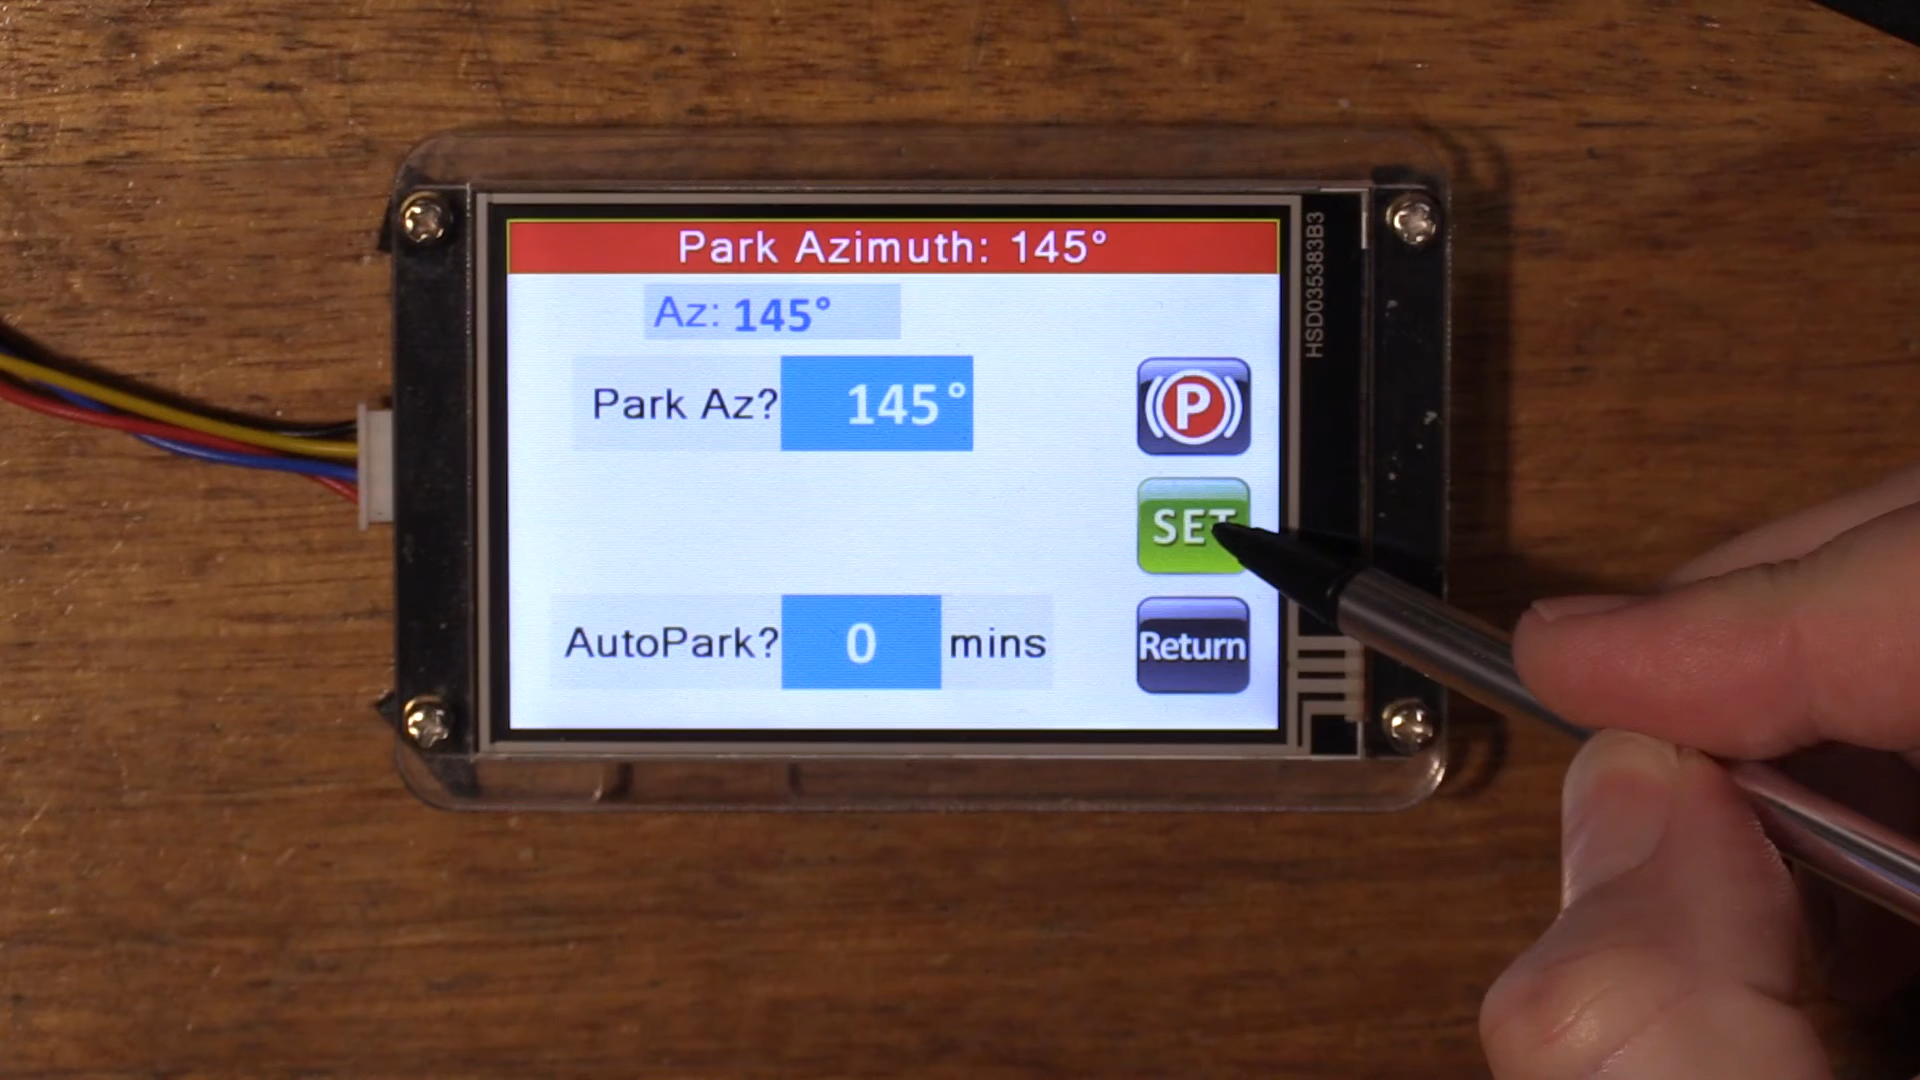 Park Azimuth: 145°
Az: 145°
Park Az? 145°
P
SET
AutoPark? 0 mins
Return
HSD035383B3